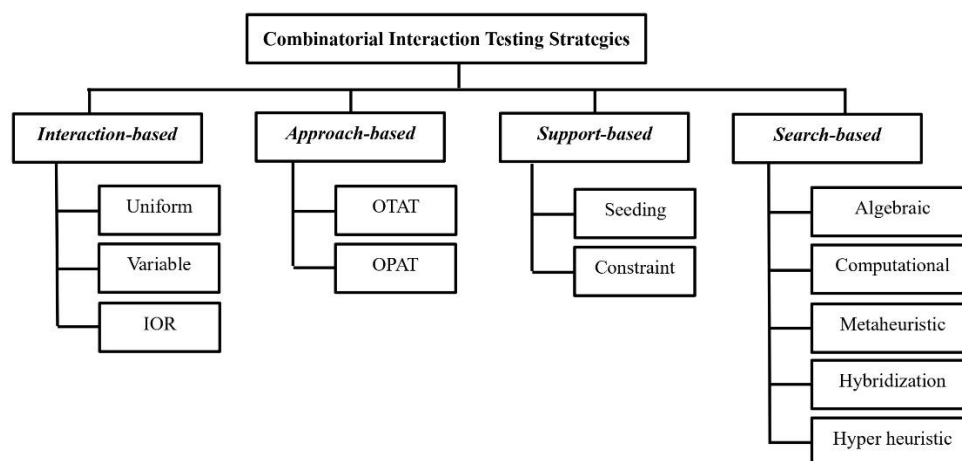 Combinatorial Interaction Testing Strategies
Interaction-based
Uniform
Variable
IOR
Approach-based
OTAT
OPAT
Support-based
Seeding
Constraint
Search-based
Algebraic
Computational
Metaheuristic
Hybridization
Hyper heuristic